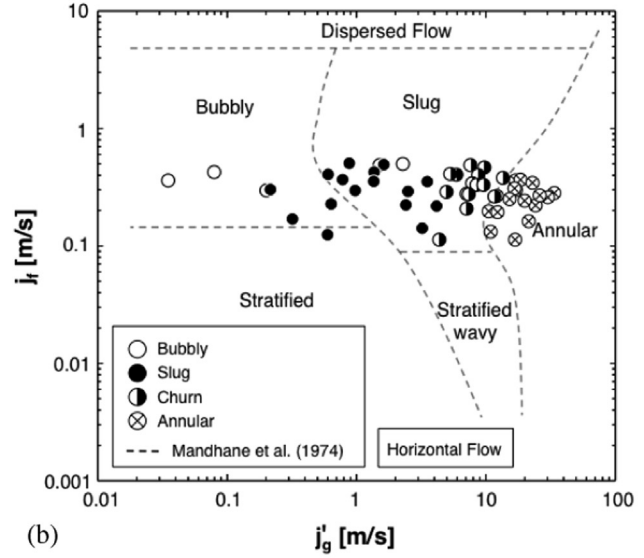 10
1
0.1
0.01
0.001
j_f [m/s]
Dispersed Flow
Bubbly
Slug
Annular
Stratified
Stratified
wavy
Bubbly
Slug
Churn
Annular
Mandhane et al. (1974)
Horizontal Flow
0.01
0.1
1
10
100
(b)
j'_g [m/s]